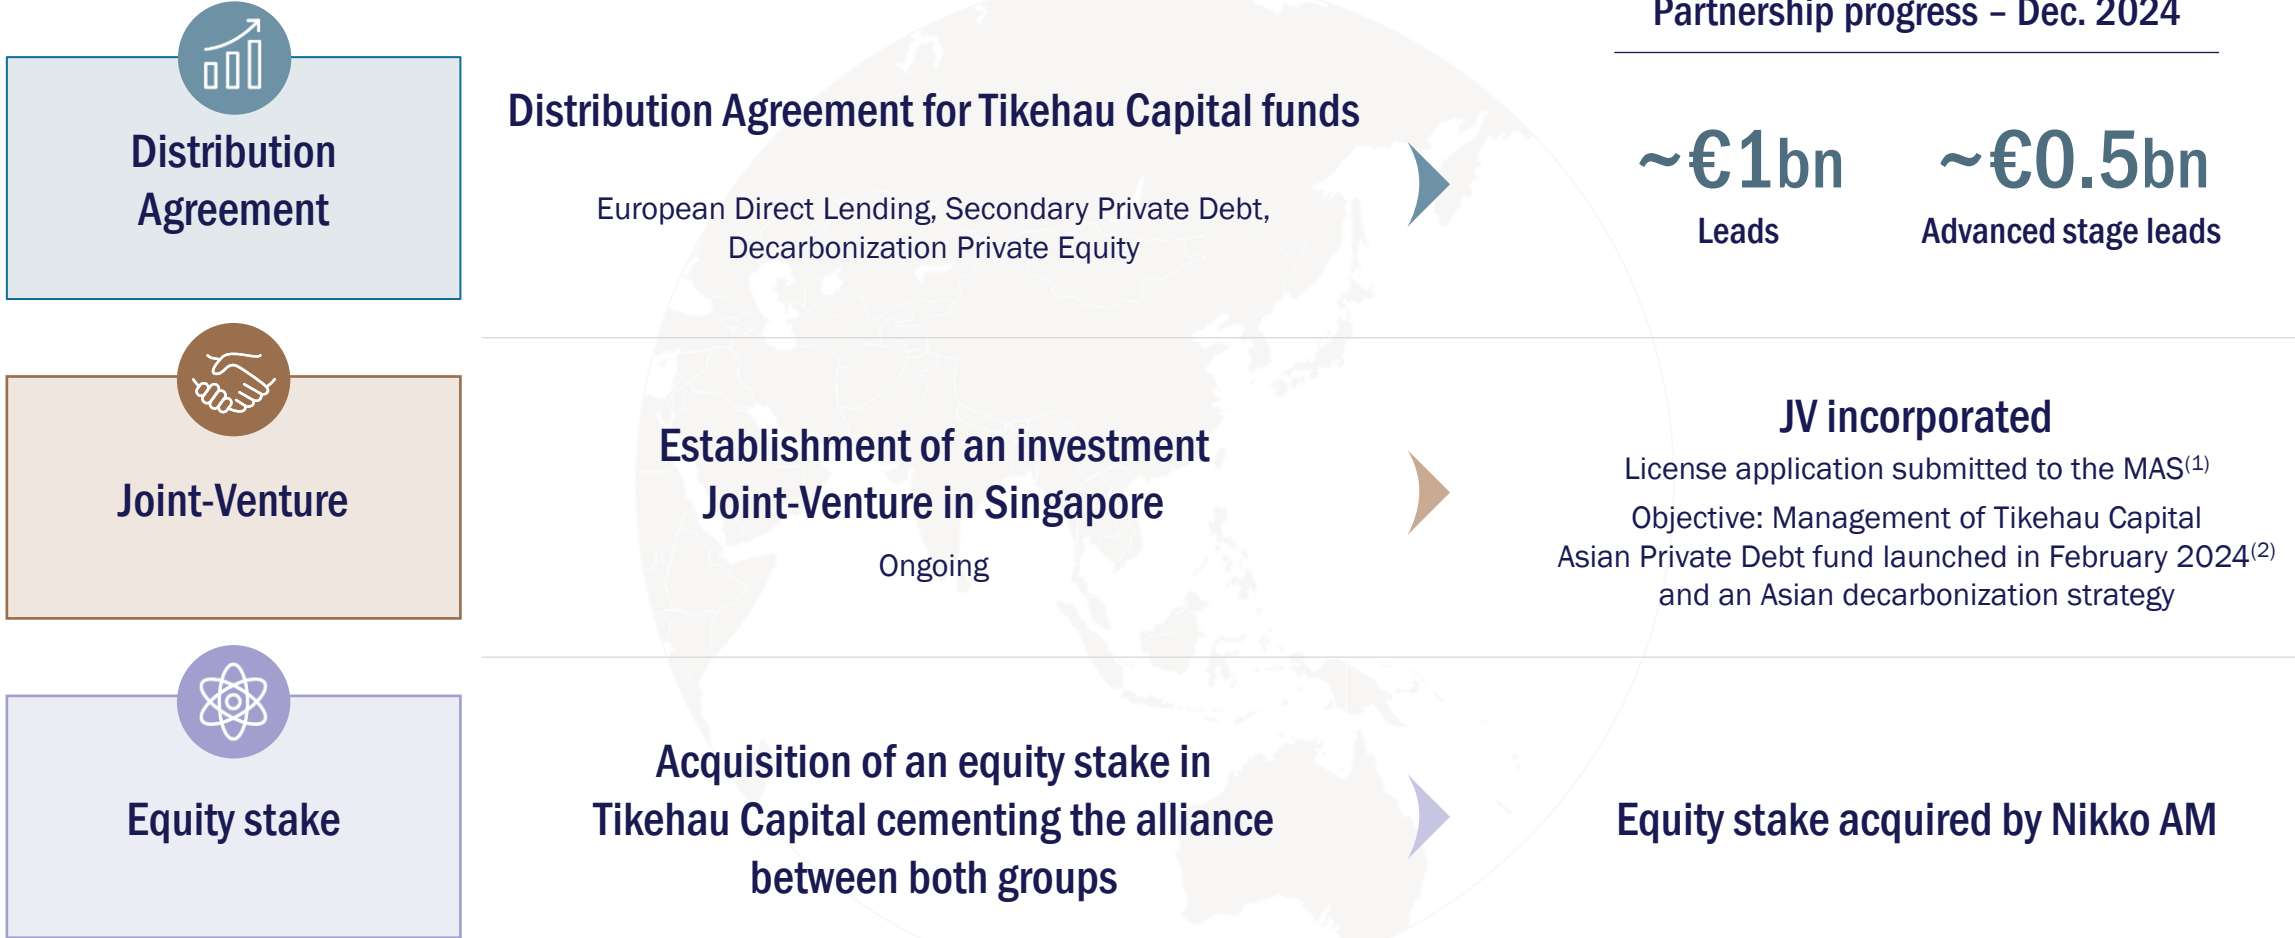 Partnership progress – Dec. 2024
Distribution
Agreement
Distribution Agreement for Tikehau Capital funds
European Direct Lending, Secondary Private Debt,
Decarbonization Private Equity
~€1bn
Leads
~€0.5bn
Advanced stage leads
Joint-Venture
Establishment of an investment
Joint-Venture in Singapore
Ongoing
JV incorporated
License application submitted to the MAS(1)
Objective: Management of Tikehau Capital
Asian Private Debt fund launched in February 2024(2)
and an Asian decarbonization strategy
Equity stake
Acquisition of an equity stake in
Tikehau Capital cementing the alliance
between both groups
Equity stake acquired by Nikko AM